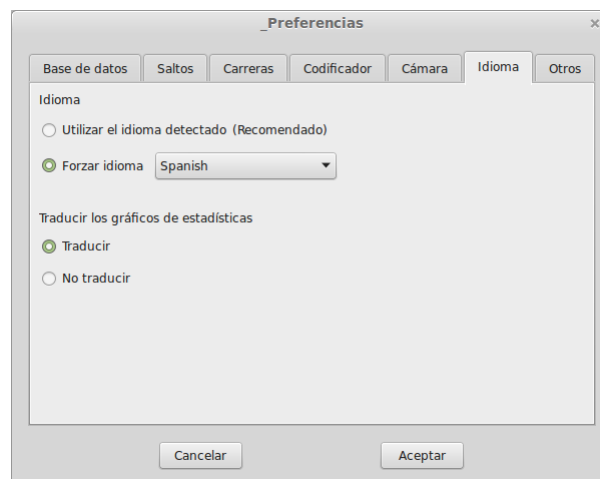 _Preferencias
Base de datos Saltos Carreras Codificador Cámara Idioma Otros
Idioma
Utilizar el idioma detectado (Recomendado)
Forzar idioma Spanish
Traducir los gráficos de estadísticas
Traducir
No traducir
Cancelar Aceptar